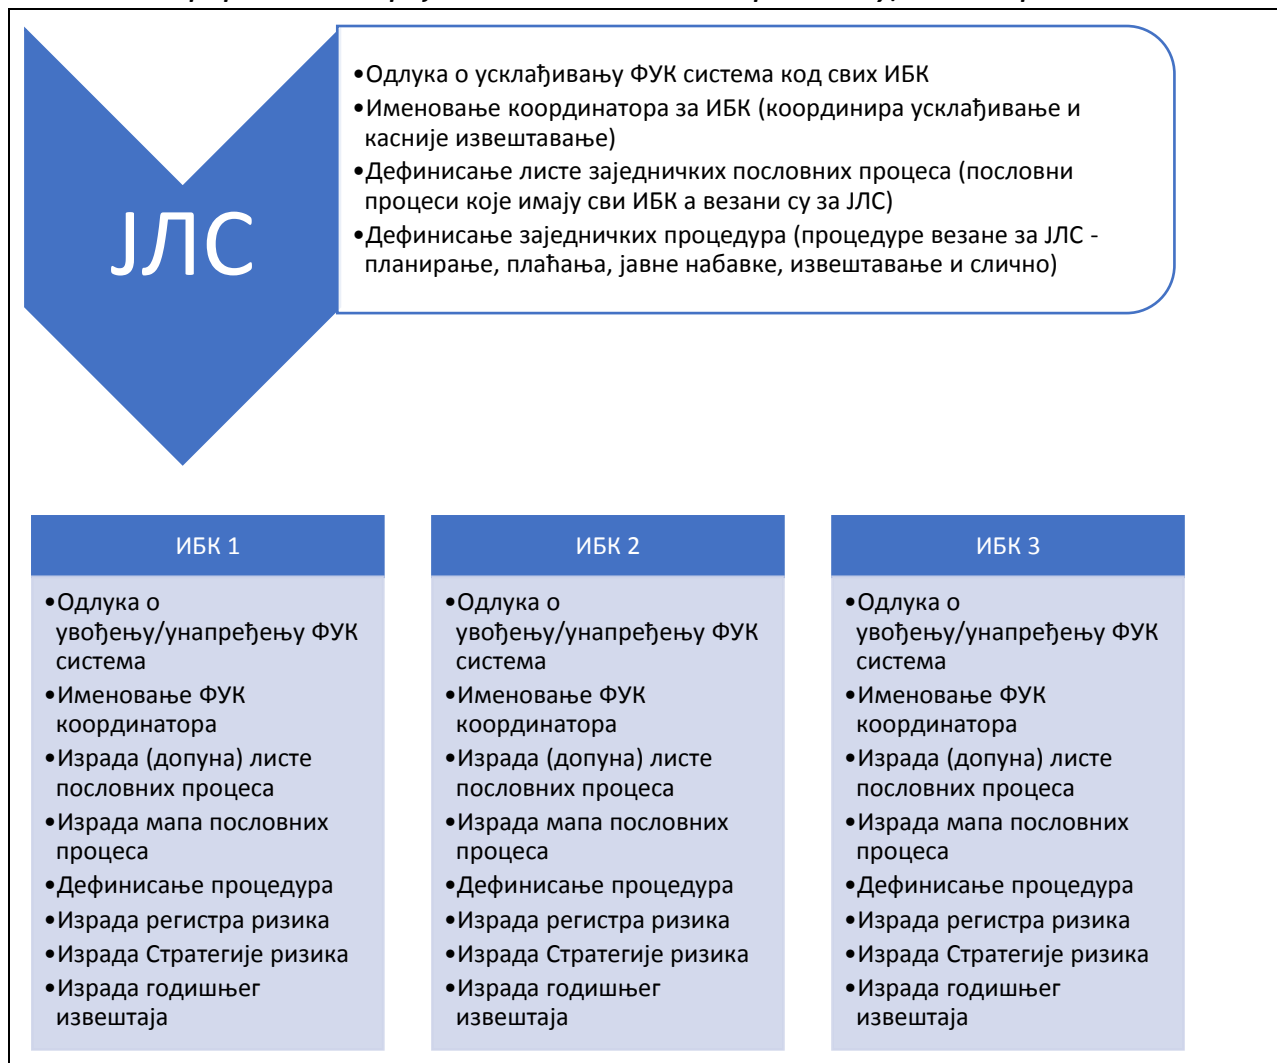 ЈЛС
•Одлука о усклађивању ФУК система код свих ИБК
•Именовање координатора за ИБК (координира усклађивање и
касније извештавање)
•Дефинисање листе заједничких пословних процеса (пословни
процеси које имају сви ИБК а везани су за ЈЛС)
•Дефинисање заједничких процедура (процедуре везане за ЈЛС -
планирање, плаћања, јавне набавке, извештавање и слично)
ИБК 1
•Одлука о
увођењу/унапређењу ФУК
система
•Именовање ФУК
координатора
•Израда (допуна) листе
пословних процеса
•Израда мапа пословних
процеса
•Дефинисање процедура
•Израда регистра ризика
•Израда Стратегије ризика
•Израда годишњег
извештаја
ИБК 2
•Одлука о
увођењу/унапређењу ФУК
система
•Именовање ФУК
координатора
•Израда (допуна) листе
пословних процеса
•Израда мапа пословних
процеса
•Дефинисање процедура
•Израда регистра ризика
•Израда Стратегије ризика
•Израда годишњег
извештаја
ИБК 3
•Одлука о
увођењу/унапређењу ФУК
система
•Именовање ФУК
координатора
•Израда (допуна) листе
пословних процеса
•Израда мапа пословних
процеса
•Дефинисање процедура
•Израда регистра ризика
•Израда Стратегије ризика
•Израда годишњег
извештаја